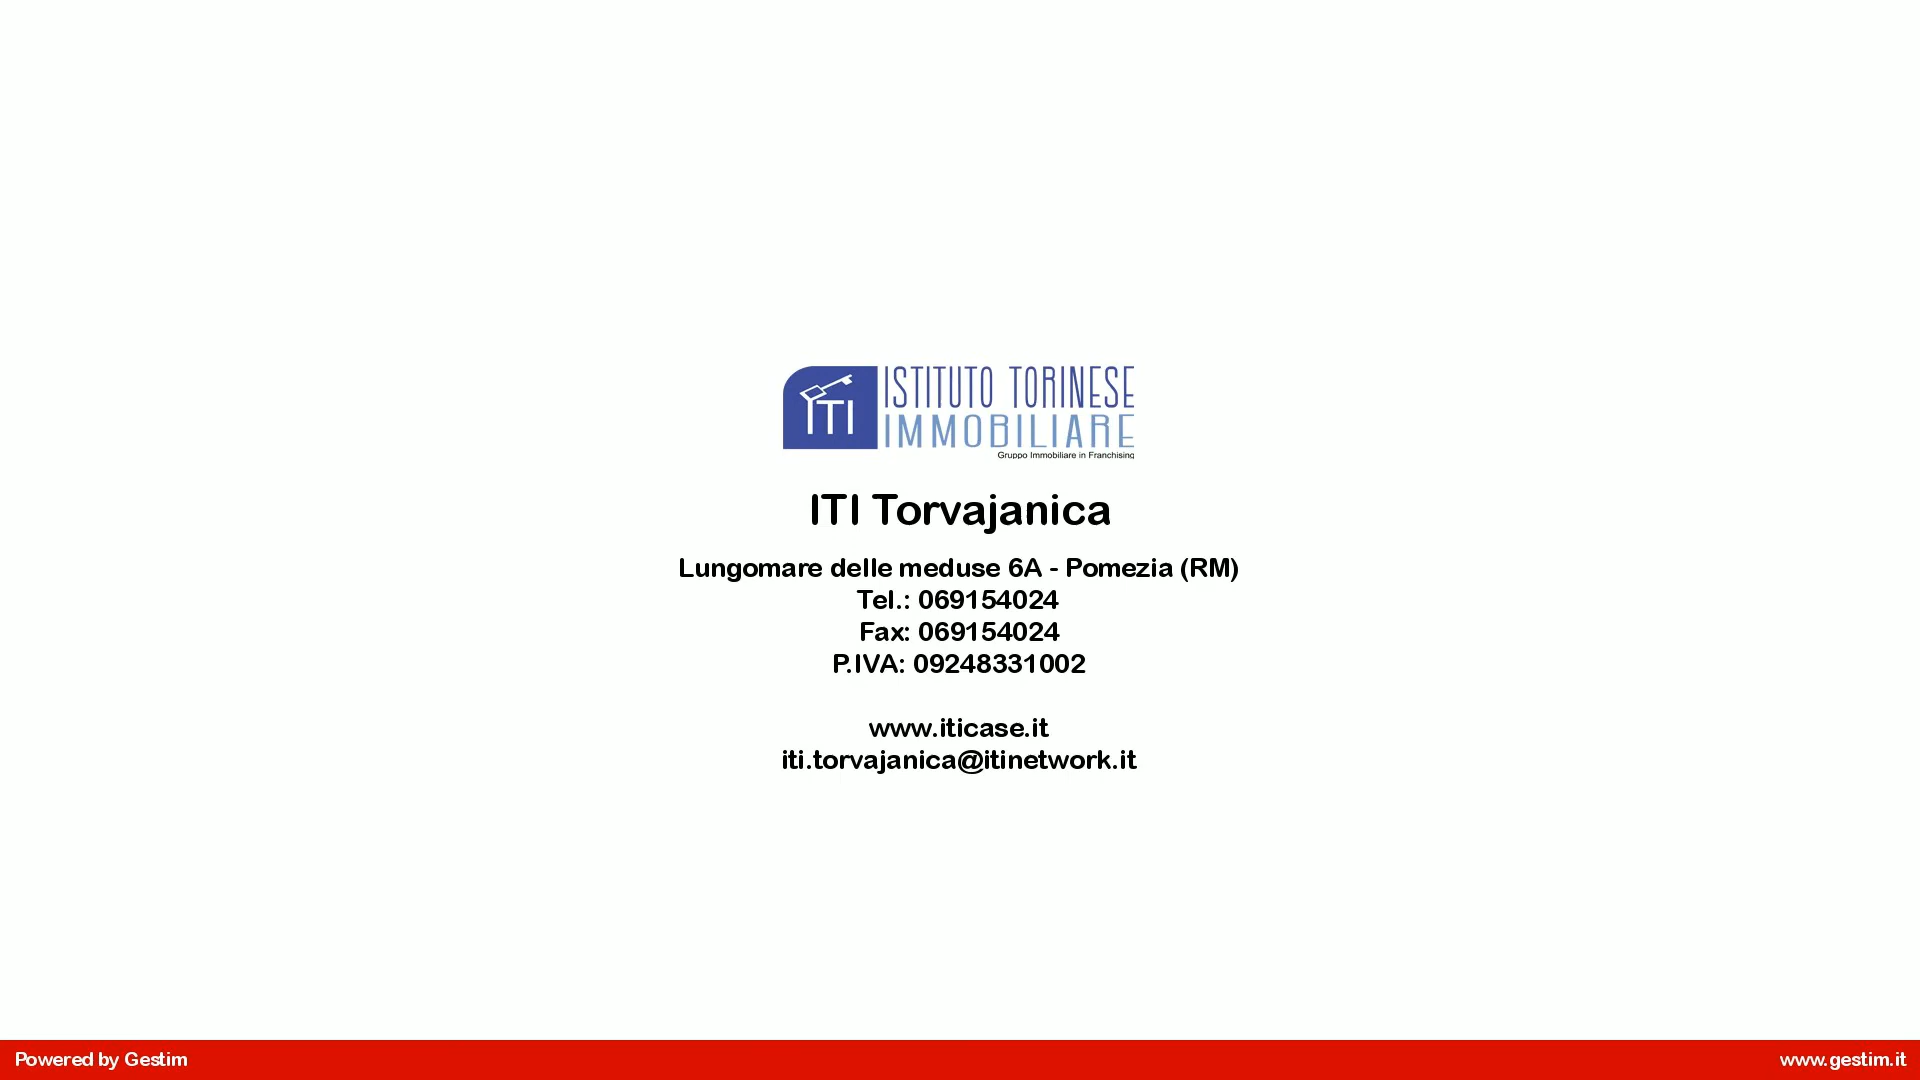 ITI
ISTITUTO TORINESE
IMMOBILIARE
Gruppo Immobiliare in Franchising
ITI Torvajanica
Lungomare delle meduse 6A - Pomezia (RM)
Tel.: 069154024
Fax: 069154024
P.IVA: 09248331002
www.iticase.it
iti.torvajanica@itinetwork.it
Powered by Gestim
www.gestim.it